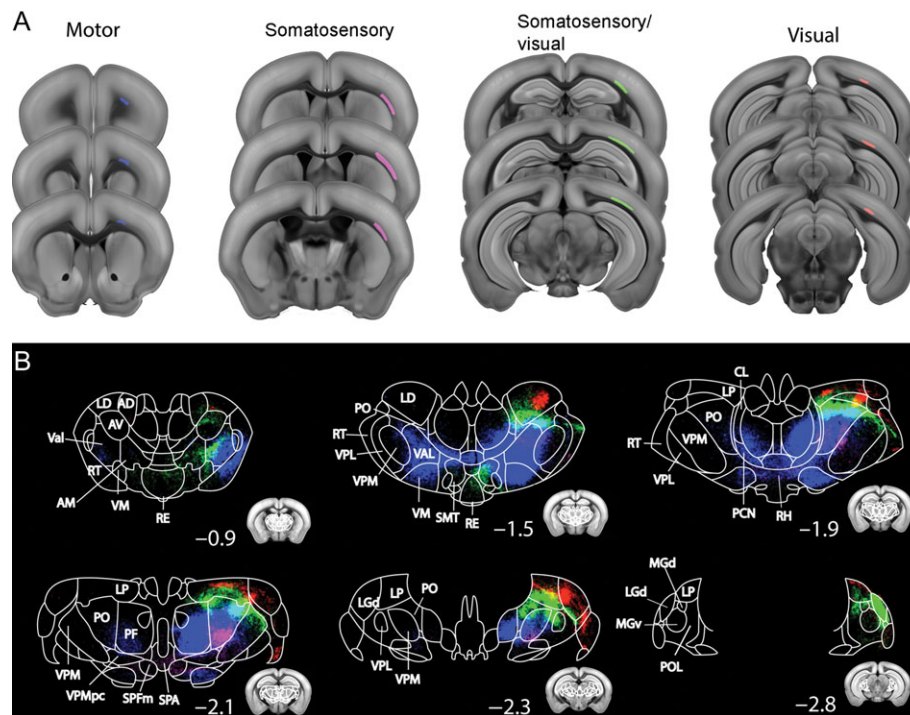 A
Motor
Somatosensory
Somatosensory/
visual
Visual
B
LD AD
AV
Val
RT
AM
VM
RE
−0.9
PO
LD
RT
VPL
VAL
VPM
VM
SMT
RE
−1.5
CL
LP
PO
RT
VPM
VPL
PCN
RH
−1.9
LP
PO
PF
VPM
VPMpc
SPFm
SPA
−2.1
LGd
LP
PO
VPL
VPM
−2.3
MGd
LGd
LP
MGv
POL
−2.8